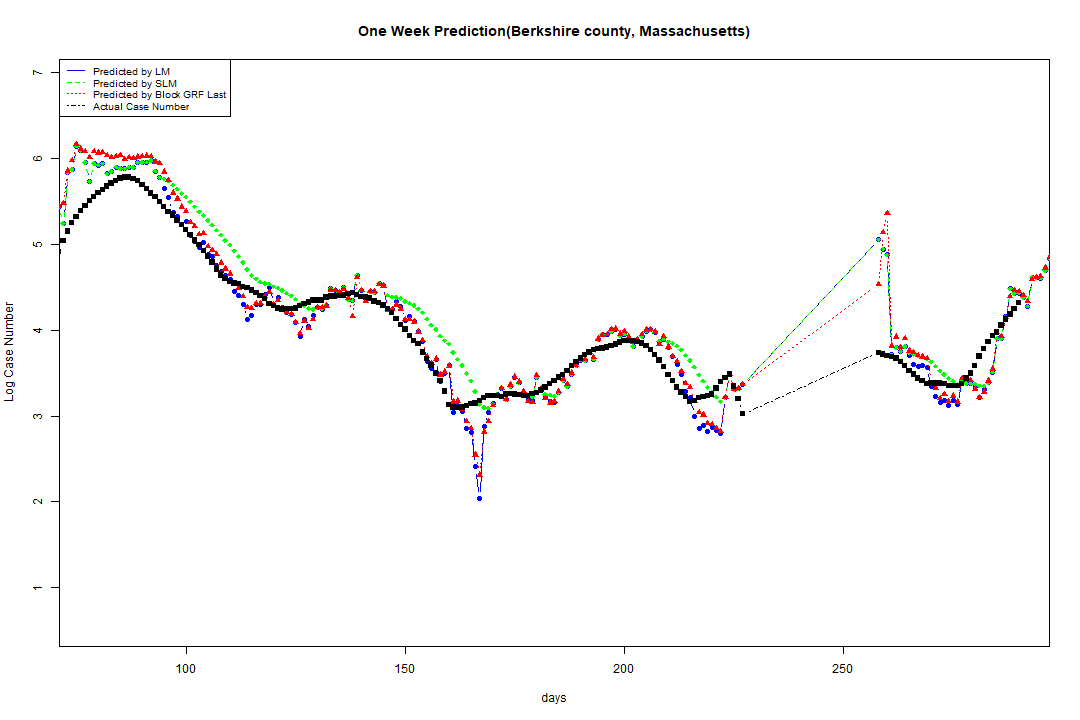 One Week Prediction(Berkshire county, Massachusetts)
Predicted by LM
Predicted by SLM
Predicted by Block GRF Last
Actual Case Number
Log Case Number
7
6
5
4
3
2
1
100 150 200 250
days